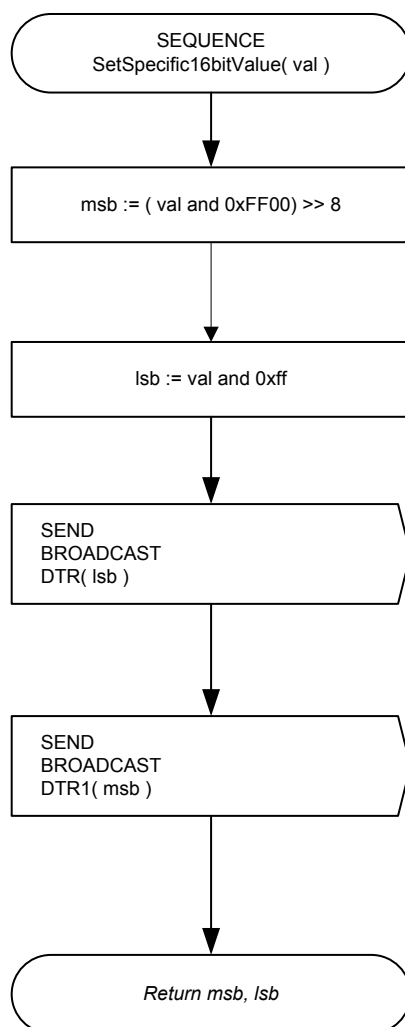 SEQUENCE
SetSpecific16bitValue( val )
msb := ( val and 0xFF00) >> 8
lsb := val and 0xff
SEND
BROADCAST
DTR( lsb )
SEND
BROADCAST
DTR1( msb )
Return msb, lsb